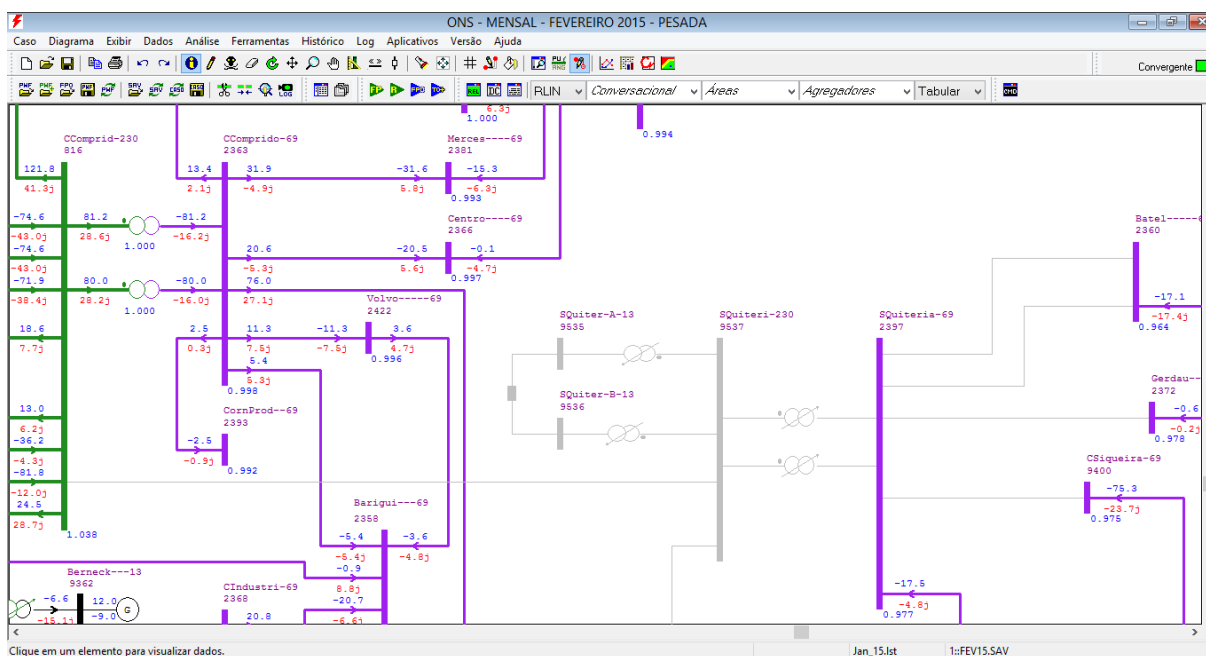 ONS - MENSAL - FEVEREIRO 2015 - PESADA
Caso Diagrama Exibir Dados Análise Ferramentas Histórico Log Aplicativos Versão Ajuda
Convergente
RLIN Conversacional Áreas Agregadores Tabular
6.3j
1.000
0.994
CComprid-230
816
CComprido-69
2363
Merces----69
2381
121.8
41.3j
13.4
2.1j
31.9
-4.9j
-31.6
5.8j
-15.3
-6.3j
0.993
-74.6
-43.0j
81.2
28.6j
1.000
-81.2
-16.2j
Centro----69
2366
-74.6
-43.0j
20.6
-5.3j
-20.5
5.6j
-0.1
-4.7j
0.997
Batel-----6
2360
-71.9
-38.4j
80.0
28.2j
1.000
-80.0
-16.0j
76.0
27.1j
Volvo-----69
2422
-17.1
-17.4j
0.964
18.6
7.7j
2.5
0.3j
11.3
7.5j
-11.3
-7.5j
3.6
4.7j
0.996
5.4
5.3j
0.998
SQuiter-A-13
9535
SQuiteri-230
9537
SQuiteria-69
2397
Gerdau--
2372
-0.6
-0.2j
0.978
SQuiter-B-13
9536
13.0
6.2j
CornProd--69
2393
-36.2
-4.3j
-2.5
-0.9j
0.992
-81.8
-12.0j
24.5
28.7j
1.038
CSiqueira-69
9400
-75.3
-23.7j
0.975
Barigui---69
2358
-5.4
-5.4j
-3.6
-4.8j
-0.9
8.8j
-20.7
-6.6j
Berneck---13
9362
-6.6
-15.1j
12.0
-9.0
G
CIndustri-69
2368
20.8
-17.5
-4.8j
0.977
Clique em um elemento para visualizar dados.
Jan_15.lst
1::FEV15.SAV